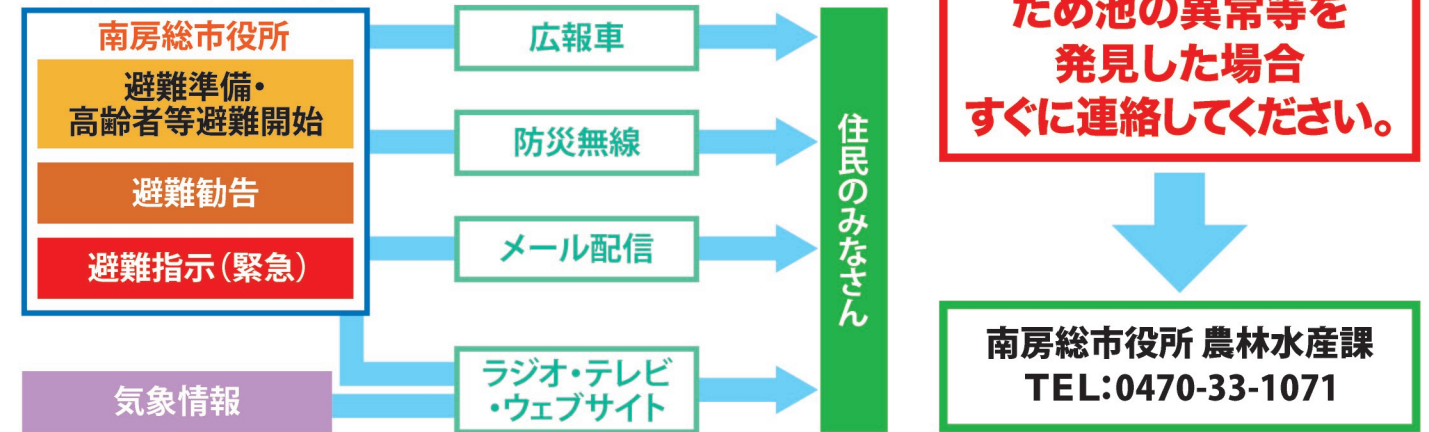 南房総市役所
避難準備・
高齢者等避難開始
避難勧告
避難指示（緊急）
気象情報
広報車
防災無線
メール配信
ラジオ・テレビ
・ウェブサイト
住民のみなさん
ため池の異常等を
発見した場合
すぐに連絡してください。
南房総市役所 農林水産課
TEL：0470-33-1071